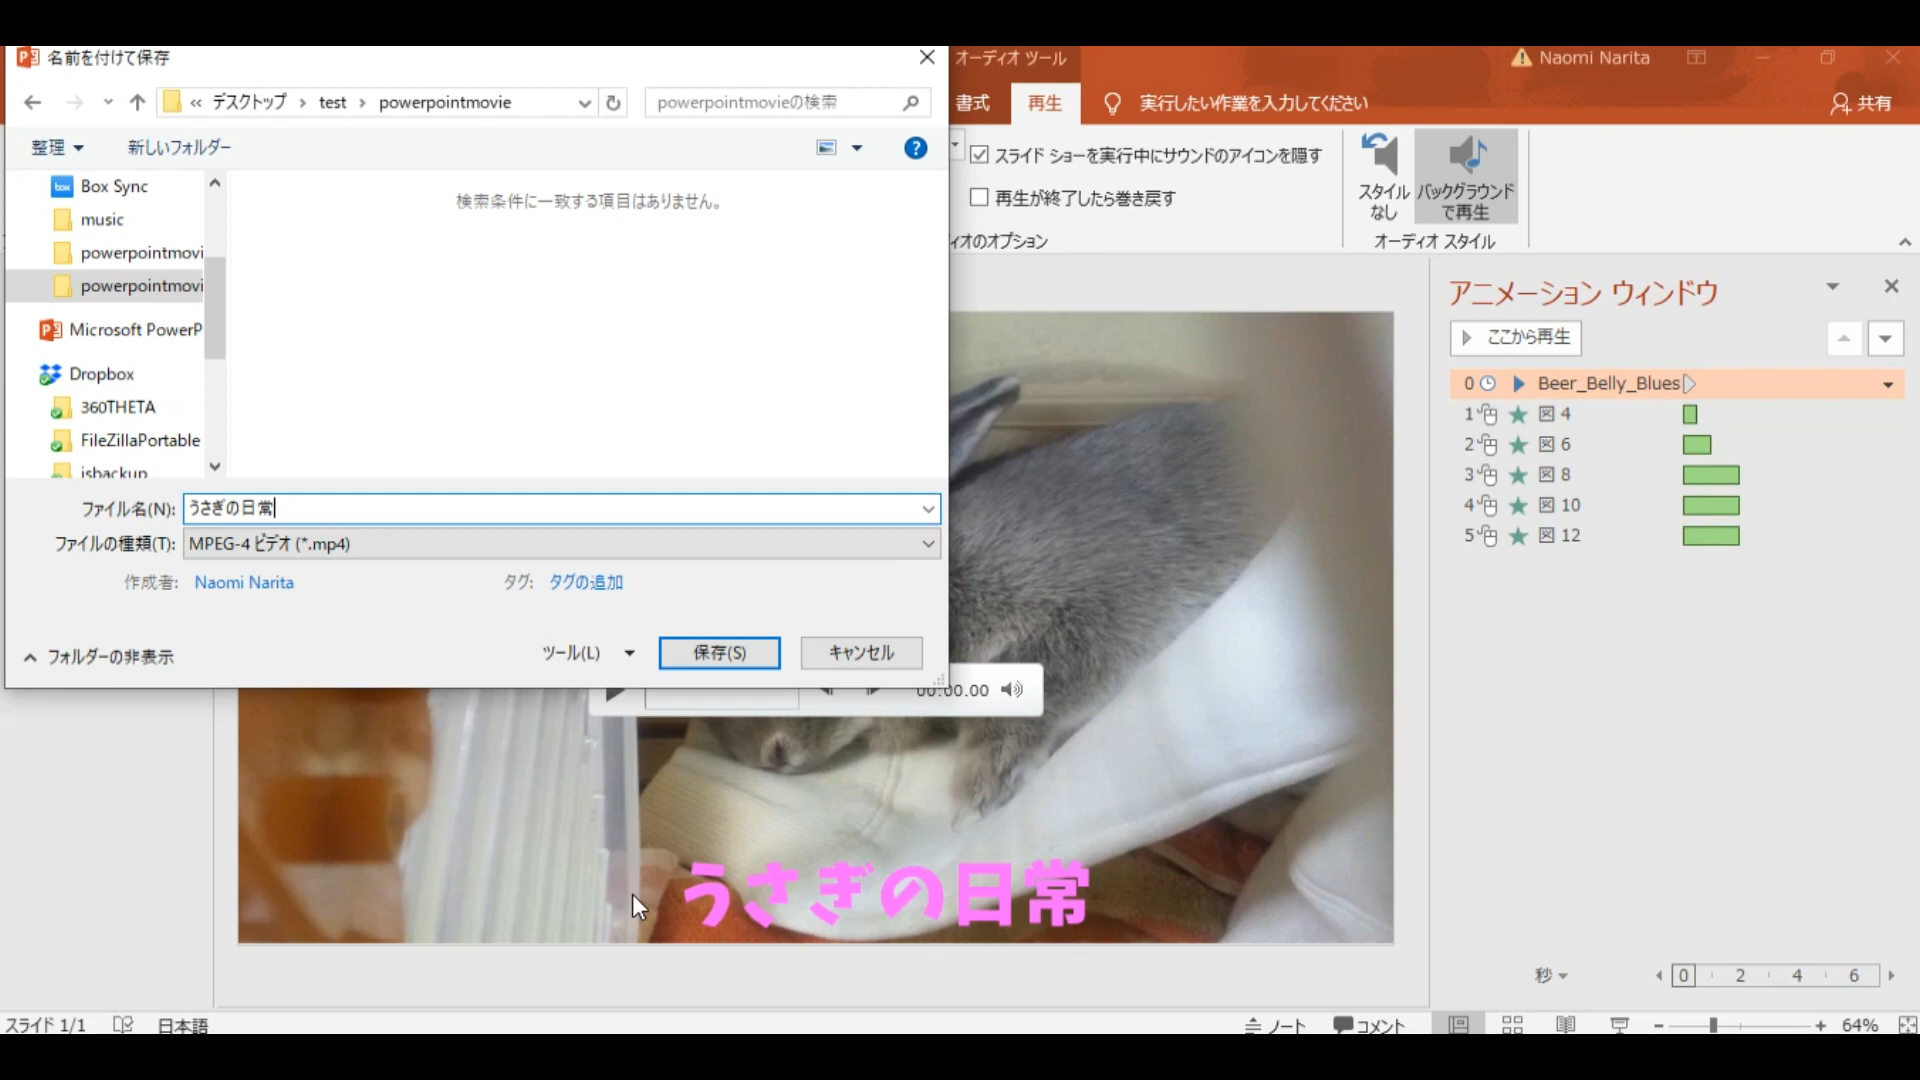 名前を付けて保存
« デスクトップ › test › powerpointmovie
powerpointmovieの検索
整理
新しいフォルダー
Box Sync
music
powerpointmovi
powerpointmovi
Microsoft PowerP
Dropbox
360THETA
FileZillaPortable
isbackup
検索条件に一致する項目はありません。
ファイル名(N): うさぎの日常
ファイルの種類(T): MPEG-4 ビデオ (*.mp4)
作成者: Naomi Narita
タグ: タグの追加
フォルダーの非表示
ツール(L)
保存(S)
キャンセル
オーディオ ツール
Naomi Narita
書式
再生
実行したい作業を入力してください
共有
スライド ショーを実行中にサウンドのアイコンを隠す
再生が終了したら巻き戻す
ィオのオプション
スタイル
なし
バックグラウンド
で再生
オーディオ スタイル
アニメーション ウィンドウ
ここから再生
0 Beer_Belly_Blues
1 図 4
2 図 6
3 図 8
4 図 10
5 図 12
00:00.00
うさぎの日常
秒
0 2 4 6
スライド 1/1
日本語
ノート
コメント
64%